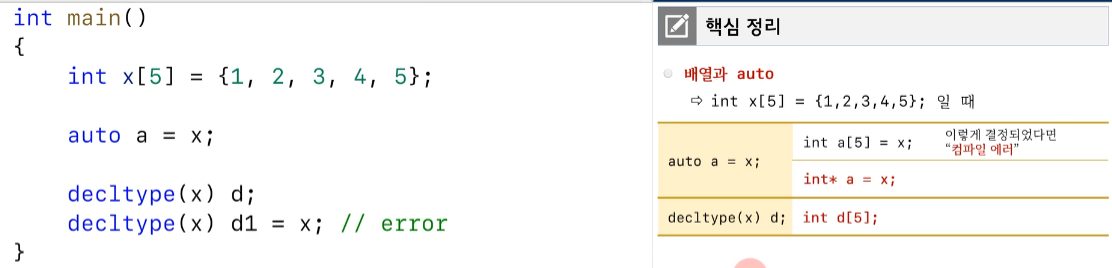 int main()
{
int x[5] = {1, 2, 3, 4, 5};
auto a = x;
decltype(x) d;
decltype(x) d1 = x; // error
}
핵심 정리
배열과 auto
⇨ int x[5] = {1,2,3,4,5}; 일 때
auto a = x;
int a[5] = x;
이렇게 결정되었다면
“컴파일 에러”
int* a = x;
decltype(x) d;
int d[5];